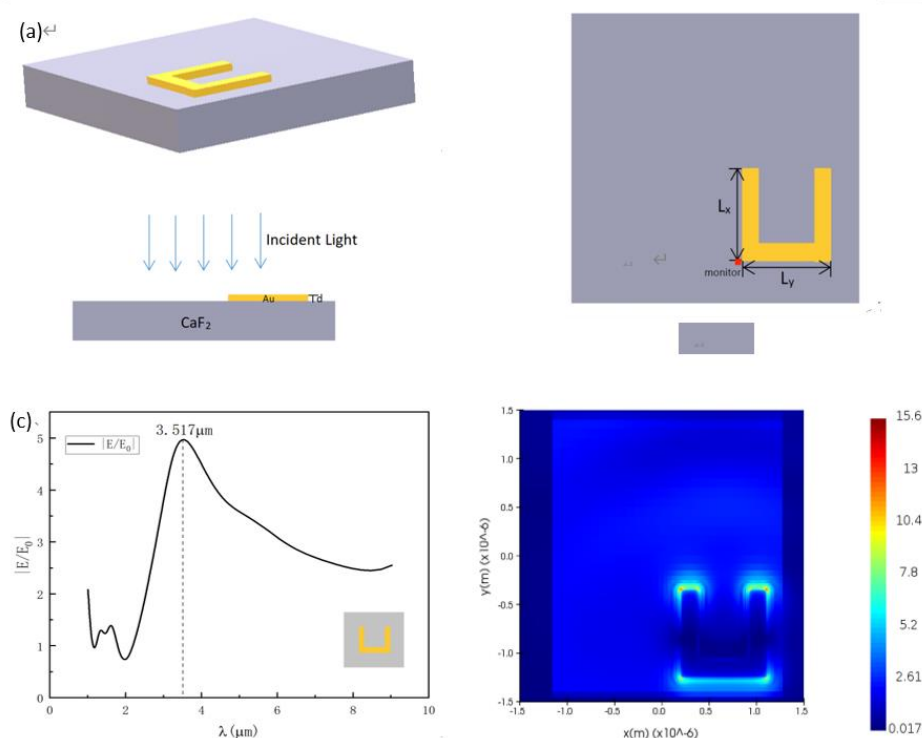 (a)↵
Incident Light
Au
Td
CaF₂
Lₓ
↵
↵
monitor
L_y
↵
(c)
3.517μm
|E/E₀|
|E/E₀|
5
4
3
2
1
0
0
2
4
6
8
10
λ (μm)
1.5
1.0
0.5
0.0
-0.5
-1.0
-1.5
y(m) (x10^-6)
-1.5
-1.0
-0.5
0.0
0.5
1.0
1.5
x(m) (x10^-6)
15.6
10.4
7.8
5.2
2.61
0.017